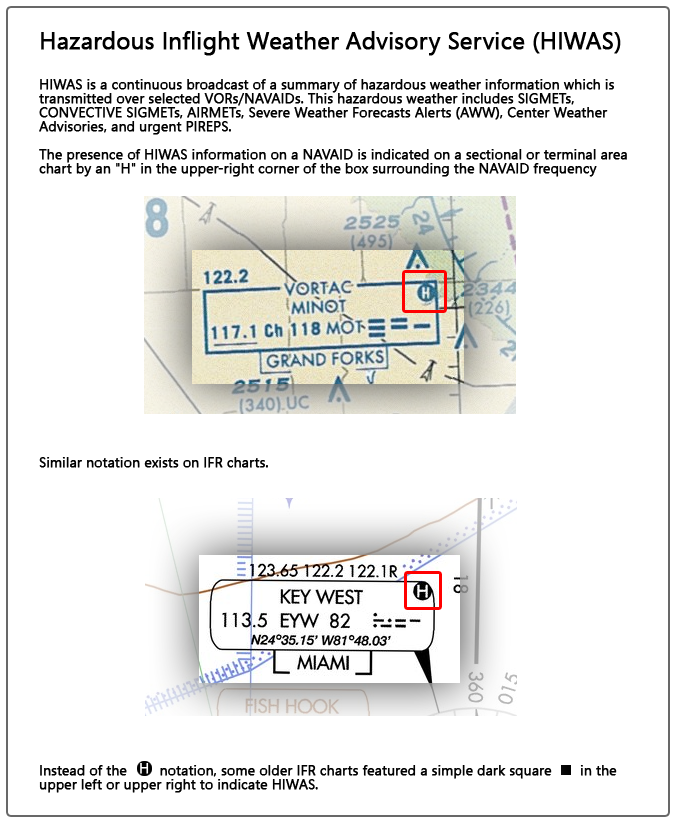 Hazardous Inflight Weather Advisory Service (HIWAS)
HIWAS is a continuous broadcast of a summary of hazardous weather information which is
transmitted over selected VORs/NAVAIDs. This hazardous weather includes SIGMETs,
CONVECTIVE SIGMETs, AIRMETs, Severe Weather Forecasts Alerts (AWW), Center Weather
Advisories, and urgent PIREPS.
The presence of HIWAS information on a NAVAID is indicated on a sectional or terminal area
chart by an "H" in the upper-right corner of the box surrounding the NAVAID frequency
8
2525
(495)
24
122.2
VORTAC
H
2344
MINOT
(226)
117.1 Ch 118 MOT
2
GRAND FORKS
2515
(340) UC
Similar notation exists on IFR charts.
123.65 122.2 122.1R
18
KEY WEST
H
113.5 EYW 82
N24°35.15' W81°48.03'
MIAMI
360
015
FISH HOOK
Instead of the H notation, some older IFR charts featured a simple dark square ■ in the
upper left or upper right to indicate HIWAS.